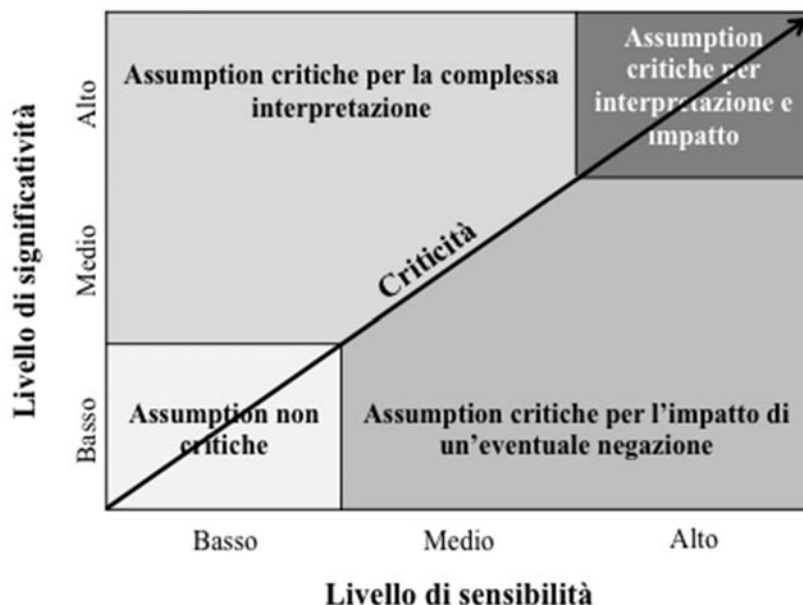 Assumption critiche per la complessa
interpretazione
Assumption
critiche per
interpretazione e
impatto
Criticità
Assumption non
critiche
Assumption critiche per l'impatto di
un'eventuale negazione
Livello di significatività
Alto
Medio
Basso
Basso
Medio
Alto
Livello di sensibilità